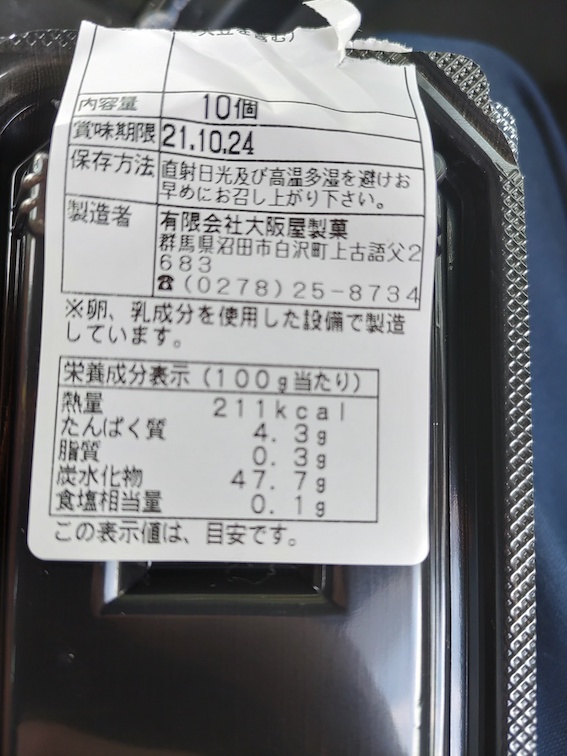 大豆を含む)
内容量 10個
賞味期限 21.10.24
保存方法 直射日光及び高温多湿を避けお
早めにお召し上がり下さい。
製造者 有限会社大阪屋製菓
群馬県沼田市白沢町上古語父2
683
☎(0278)25-8734
※卵、乳成分を使用した設備で製造
しています。
栄養成分表示(100g当たり)
熱量 211kcal
たんぱく質 4.3g
脂質 0.3g
炭水化物 47.7g
食塩相当量 0.1g
この表示値は、目安です。